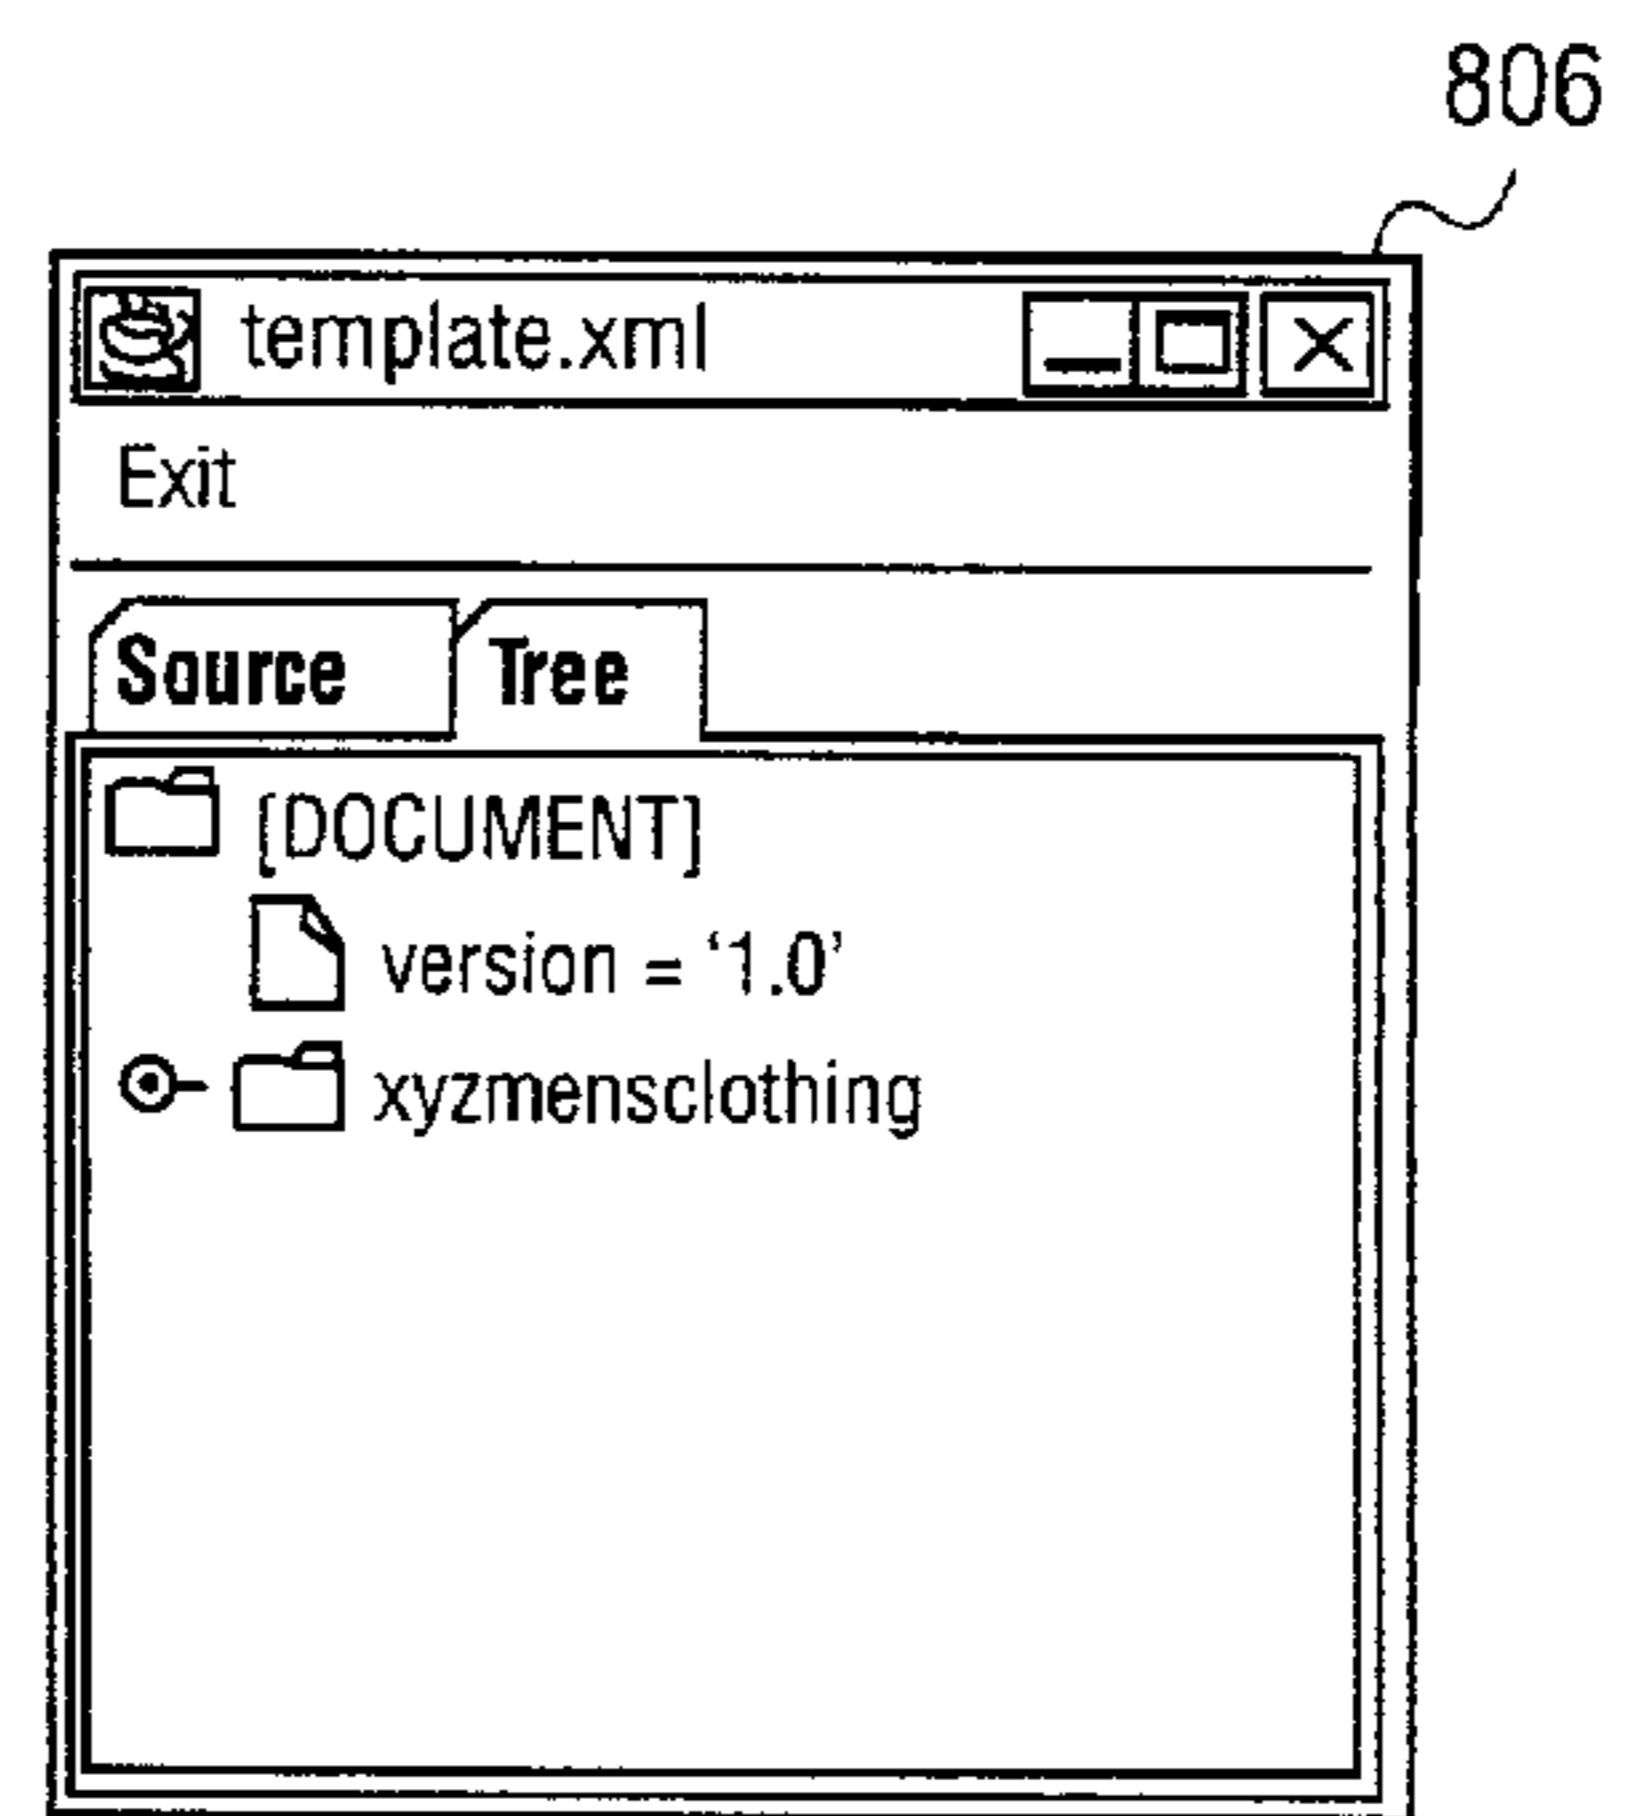 806
template.xml
Exit
Source Tree
[DOCUMENT]
version = ‘1.0’
xyzmensclothing